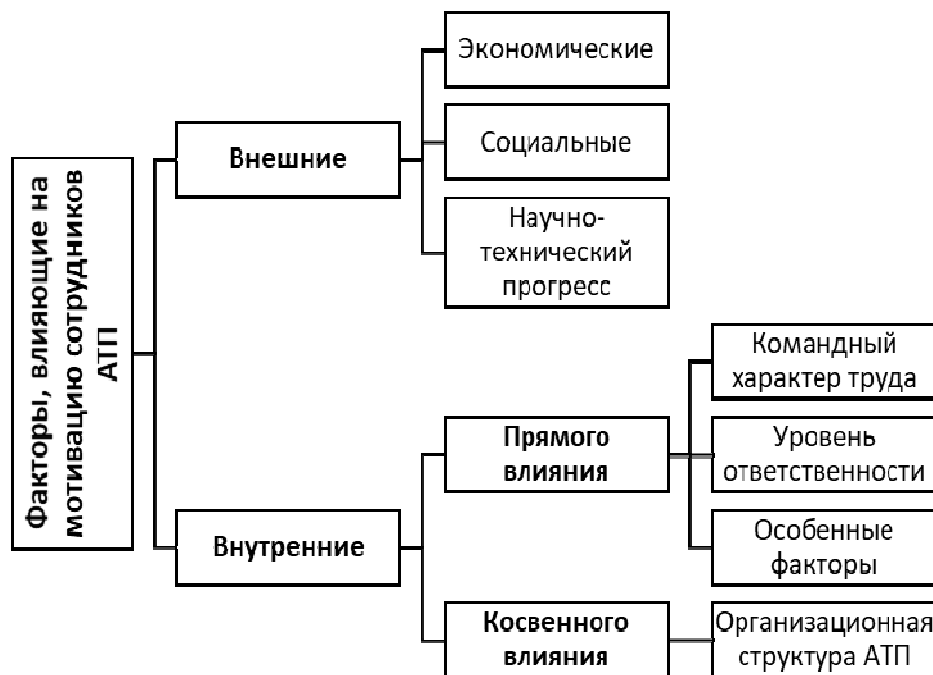 Факторы, влияющие на
мотивацию сотрудников
АТП
Внешние
Экономические
Социальные
Научно-
технический
прогресс
Внутренние
Прямого
влияния
Командный
характер труда
Уровень
ответственности
Особенные
факторы
Косвенного
влияния
Организационная
структура АТП